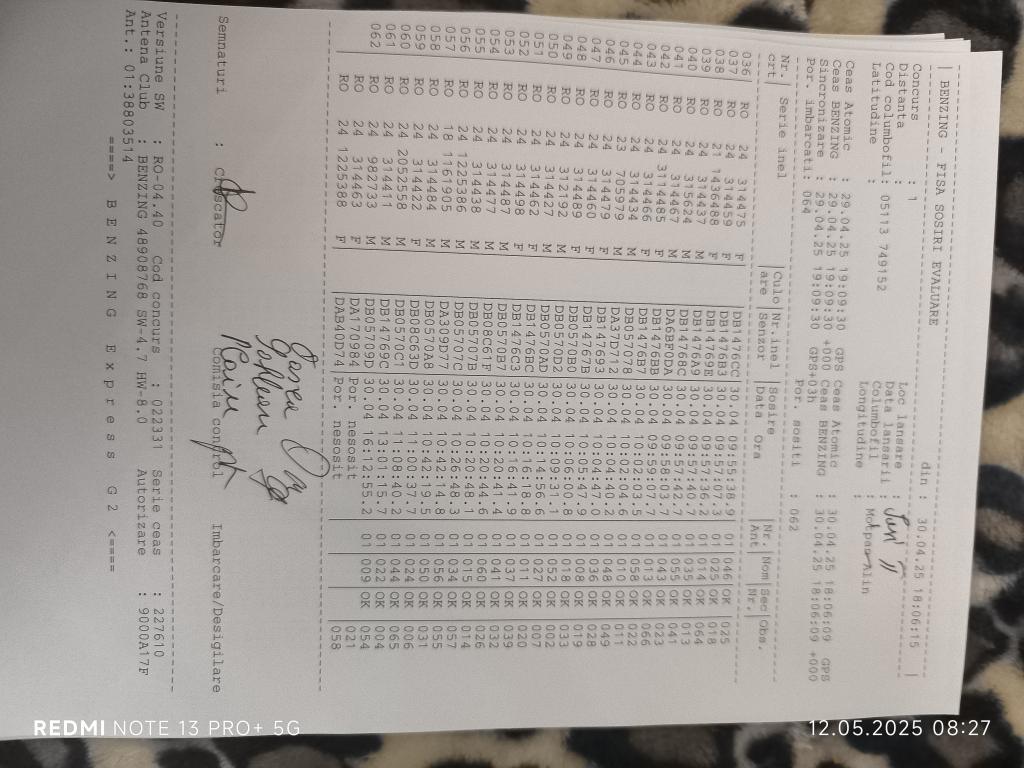 | BENZING - FISA SOSIRI EVALUARE din : 30.04.25 18:06:15 |
Concurs : 1 Loc lansare :
Distanta : Data lansarii :
Cod columbofil: 05113 749152 Columbofil : Alin
Latitudine : Longitudine :
Ceas Atomic : 29.04.25 19:09:30 GPS Ceas Atomic : 30.04.25 18:06:09 GPS
Ceas BENZING : 29.04.25 19:09:30 +000 Ceas BENZING : 30.04.25 18:06:09 +000
Sincronizare : 29.04.25 19:09:30 GPS+03h
Por. imbarcati: 064 Por. sositi : 062
Nr. Serie inel |Culo|Nr.inel |Sosire |Nr. |Nom|Sec|Obs.
crt |are |Senzor |Data Ora |Ant| |Nr.|
036 RO 24 314475 F |DB1476CC|30.04 09:55:38.9 01 046 OK 025
037 RO 24 314459 F |DB1476B3|30.04 09:57:07.3 01 025 OK 018
038 RO 21 1436488 F |DB14769E|30.04 09:57:36.2 01 014 OK 064
039 RO 24 314437 M |DB1476A9|30.04 09:57:40.7 01 035 OK 013
040 RO 24 315624 M |DB14768C|30.04 09:57:42.7 01 055 OK 041
041 RO 24 314467 M |DA6BF0DA|30.04 09:59:03.7 01 043 OK 023
042 RO 24 314466 F |DB1476BB|30.04 09:59:07.7 01 013 OK 066
043 RO 24 314485 M |DB1476B7|30.04 10:02:03.5 01 058 OK 022
044 RO 24 314434 M |DB057078|30.04 10:02:04.6 01 010 OK 011
045 RO 23 705979 M |DA37D712|30.04 10:04:40.2 01 048 OK 049
046 RO 24 314479 F |DB147693|30.04 10:04:47.0 01 008 OK 028
047 RO 24 314460 F |DB14767B|30.04 10:05:17.7 01 036 OK 019
048 RO 24 314489 F |DB0570B0|30.04 10:06:00.8 01 018 OK 033
049 RO 24 312192 M |DB0570D2|30.04 10:09:31.1 01 052 OK
050 RO 24 314427 M |DB0570AD|30.04 10:14:56.6 01 027 OK 007
051 RO 24 314462 F |DB14768C|30.04 10:16:18.8 01 011 OK 020
052 RO 24 314498 F |DB1476C3|30.04 10:16:41.9 01 037 OK 039
053 RO 24 314487 M |DB0570B7|30.04 10:20:41.4 01 041 OK 032
054 RO 24 314477 M |DB08C61F|30.04 10:20:44.6 01 060 OK 026
055 RO 24 314438 M |DB05707B|30.04 10:20:48.1 01 015 OK 014
056 RO 24 1225386 M |DB05707C|30.04 10:26:48.3 01 034 OK 057
057 RO 18 1161905 M |DA309D77|30.04 10:42:14.8 01 056 OK 055
058 RO 24 314484 M |DB0570A8|30.04 10:42:19.5 01 050 OK 031
059 RO 24 2022558 M |DB08C63D|30.04 11:00:37.7 01 024 OK 006
060 RO 24 314422 F |DB0570C1|30.04 11:08:40.2 01 044 OK 065
061 RO 24 314411 M |DB14769C|30.04 13:01:15.7 01 022 OK 004
062 RO 24 982733 M |DB05709D|30.04 16:12:55.2 01 009 OK 054
RO 24 314463 F |DA170984|Por. nesosit 021
RO 24 1225388 F |DAB40D74|Por. nesosit 058
Semnaturi : Crescator Comisia control Imbarcare/Desigilare
Versiune SW : RO-04.40 Cod concurs : 022331 Serie ceas : 227610
Antena Club : BENZING 48908768 SW-4.7 HW-8.0 Autorizare : 9000A17F
Ant.: 01:38803514
====> B E N Z I N G E x p r e s s G 2 <====
REDMI NOTE 13 PRO+ 5G
12.05.2025 08:27